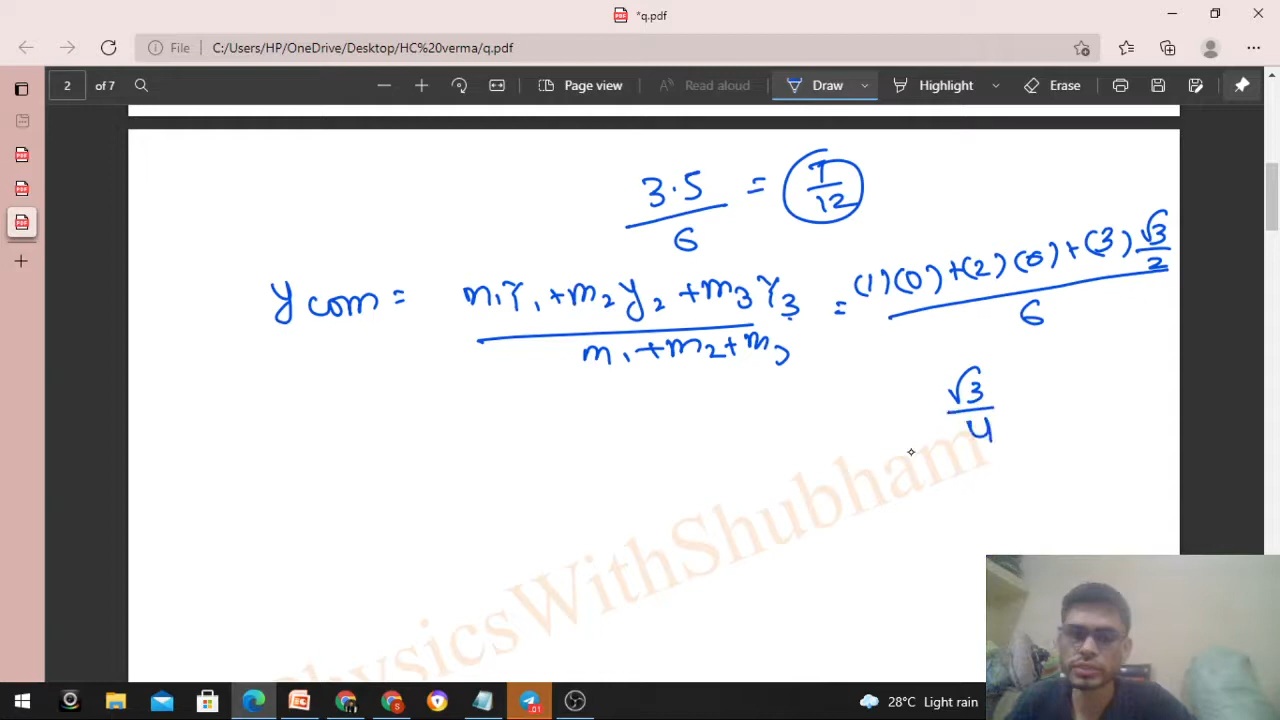 *q.pdf
File C:/Users/HP/OneDrive/Desktop/HC%20verma/q.pdf
2 of 7 Page view Read aloud Draw Highlight Erase
3.5/6 = 7/12
y com = m1Y1+m2y2+m3Y3/m1+m2+m3 = (1)(0)+(2)(0)+(3)√3/2/6
√3/4
PhysicsWithShubham
28°C Light rain